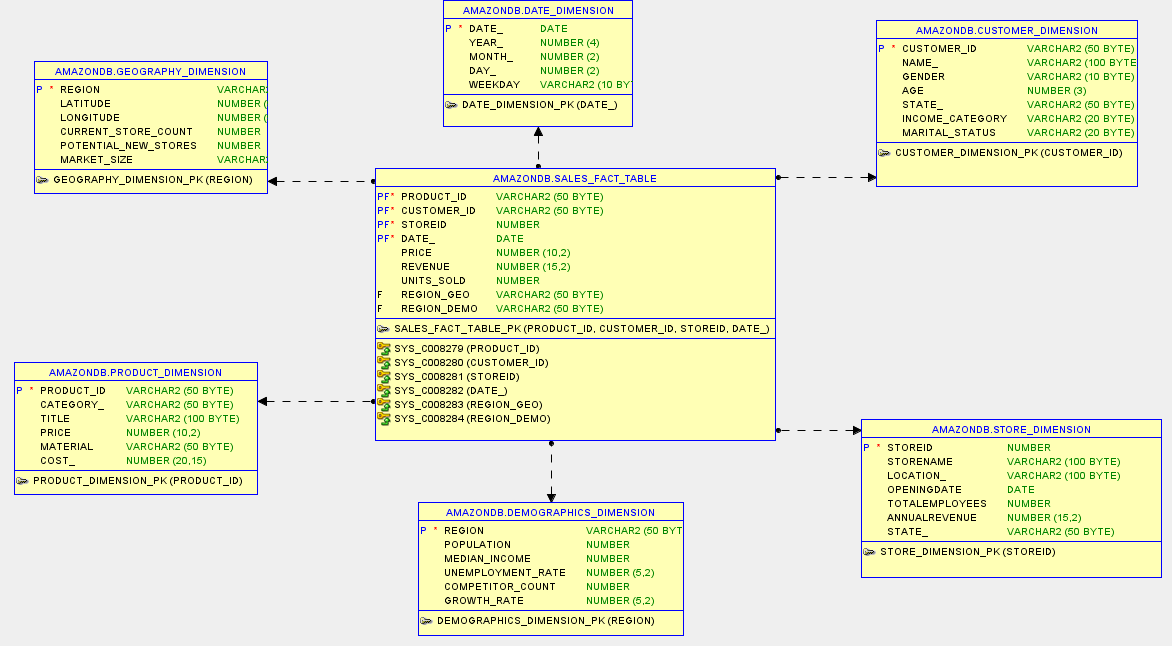 AMAZONDB.DATE_DIMENSION
P * DATE_ DATE
YEAR_ NUMBER (4)
MONTH_ NUMBER (2)
DAY_ NUMBER (2)
WEEKDAY VARCHAR2 (10 BY
DATE_DIMENSION_PK (DATE_)
AMAZONDB.CUSTOMER_DIMENSION
P * CUSTOMER_ID VARCHAR2 (50 BYTE)
NAME_ VARCHAR2 (100 BYTE
GENDER VARCHAR2 (10 BYTE)
AGE NUMBER (3)
STATE_ VARCHAR2 (50 BYTE)
INCOME_CATEGORY VARCHAR2 (20 BYTE)
MARITAL_STATUS VARCHAR2 (20 BYTE)
CUSTOMER_DIMENSION_PK (CUSTOMER_ID)
AMAZONDB.GEOGRAPHY_DIMENSION
P * REGION VARCHAR
LATITUDE NUMBER (
LONGITUDE NUMBER (
CURRENT_STORE_COUNT NUMBER
POTENTIAL_NEW_STORES NUMBER
MARKET_SIZE VARCHAR
GEOGRAPHY_DIMENSION_PK (REGION)
AMAZONDB.SALES_FACT_TABLE
PF* PRODUCT_ID VARCHAR2 (50 BYTE)
PF* CUSTOMER_ID VARCHAR2 (50 BYTE)
PF* STOREID NUMBER
PF* DATE_ DATE
PRICE NUMBER (10,2)
REVENUE NUMBER (15,2)
UNITS_SOLD NUMBER
F REGION_GEO VARCHAR2 (50 BYTE)
F REGION_DEMO VARCHAR2 (50 BYTE)
SALES_FACT_TABLE_PK (PRODUCT_ID, CUSTOMER_ID, STOREID, DATE_)
SYS_C008279 (PRODUCT_ID)
SYS_C008280 (CUSTOMER_ID)
SYS_C008281 (STOREID)
SYS_C008282 (DATE_)
SYS_C008283 (REGION_GEO)
SYS_C008284 (REGION_DEMO)
AMAZONDB.PRODUCT_DIMENSION
P * PRODUCT_ID VARCHAR2 (50 BYTE)
CATEGORY_ VARCHAR2 (50 BYTE)
TITLE VARCHAR2 (100 BYTE)
PRICE NUMBER (10,2)
MATERIAL VARCHAR2 (50 BYTE)
COST_ NUMBER (20,15)
PRODUCT_DIMENSION_PK (PRODUCT_ID)
AMAZONDB.STORE_DIMENSION
P * STOREID NUMBER
STORENAME VARCHAR2 (100 BYTE)
LOCATION_ VARCHAR2 (100 BYTE)
OPENINGDATE DATE
TOTALEMPLOYEES NUMBER
ANNUALREVENUE NUMBER (15,2)
STATE_ VARCHAR2 (50 BYTE)
STORE_DIMENSION_PK (STOREID)
AMAZONDB.DEMOGRAPHICS_DIMENSION
P * REGION VARCHAR2 (50 BYT
POPULATION NUMBER
MEDIAN_INCOME NUMBER
UNEMPLOYMENT_RATE NUMBER (5,2)
COMPETITOR_COUNT NUMBER
GROWTH_RATE NUMBER (5,2)
DEMOGRAPHICS_DIMENSION_PK (REGION)